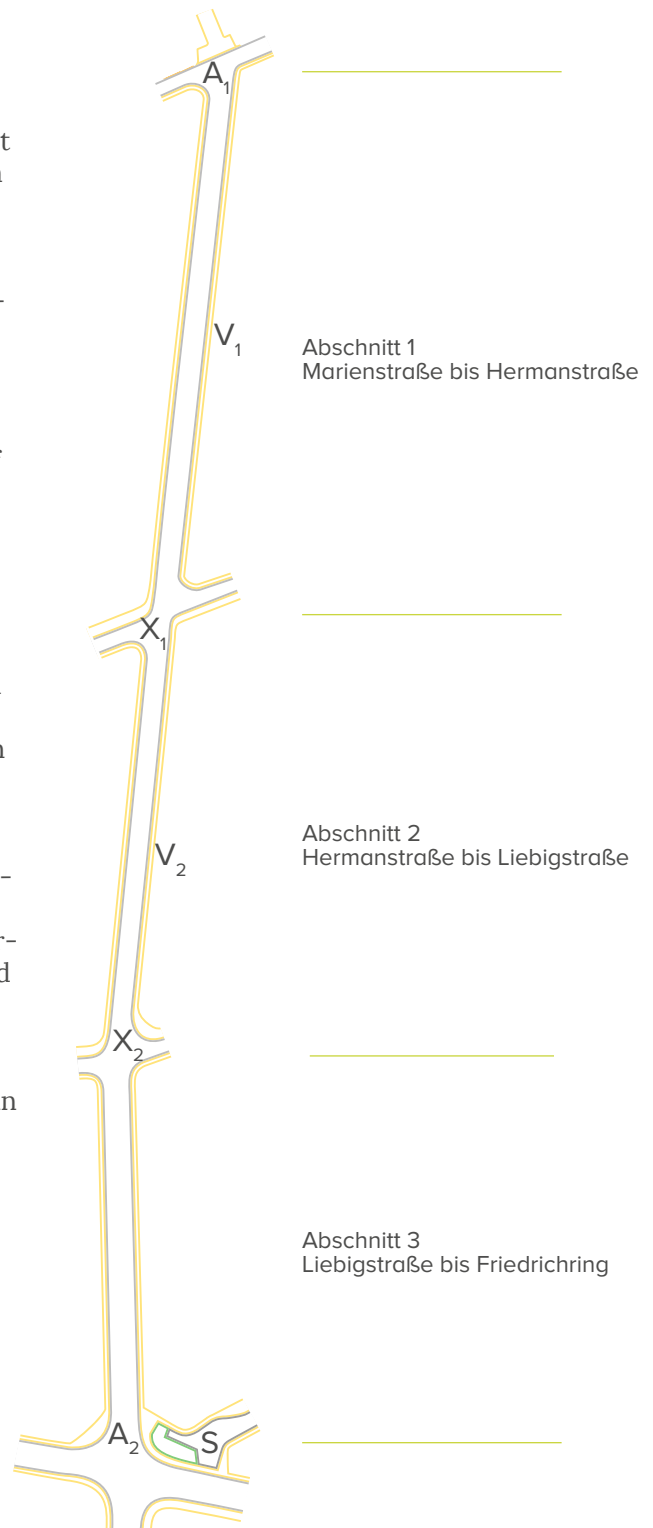 A1
t
V1
Abschnitt 1
Marienstraße bis Hermanstraße
X1
V2
Abschnitt 2
Hermanstraße bis Liebigstraße
r-
d
X2
n
Abschnitt 3
Liebigstraße bis Friedrichring
A2
S